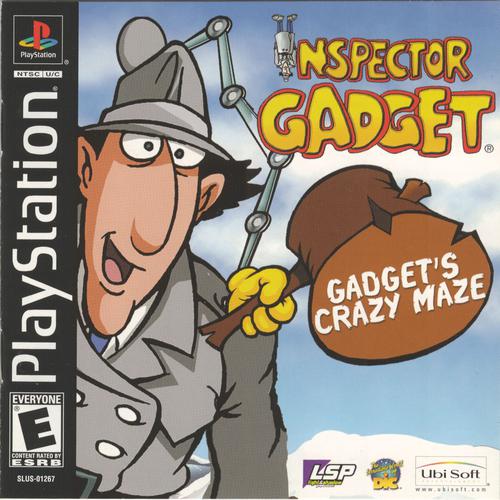 PlayStation
®
NTSC U/C
PlayStation®
INSPECTOR
GADGET®
GADGET'S
CRAZY MAZE
EVERYONE
E
®
CONTENT RATED BY
ESRB
SLUS-01267
LSP
DiC
Ubi Soft
www.ubisoft.com